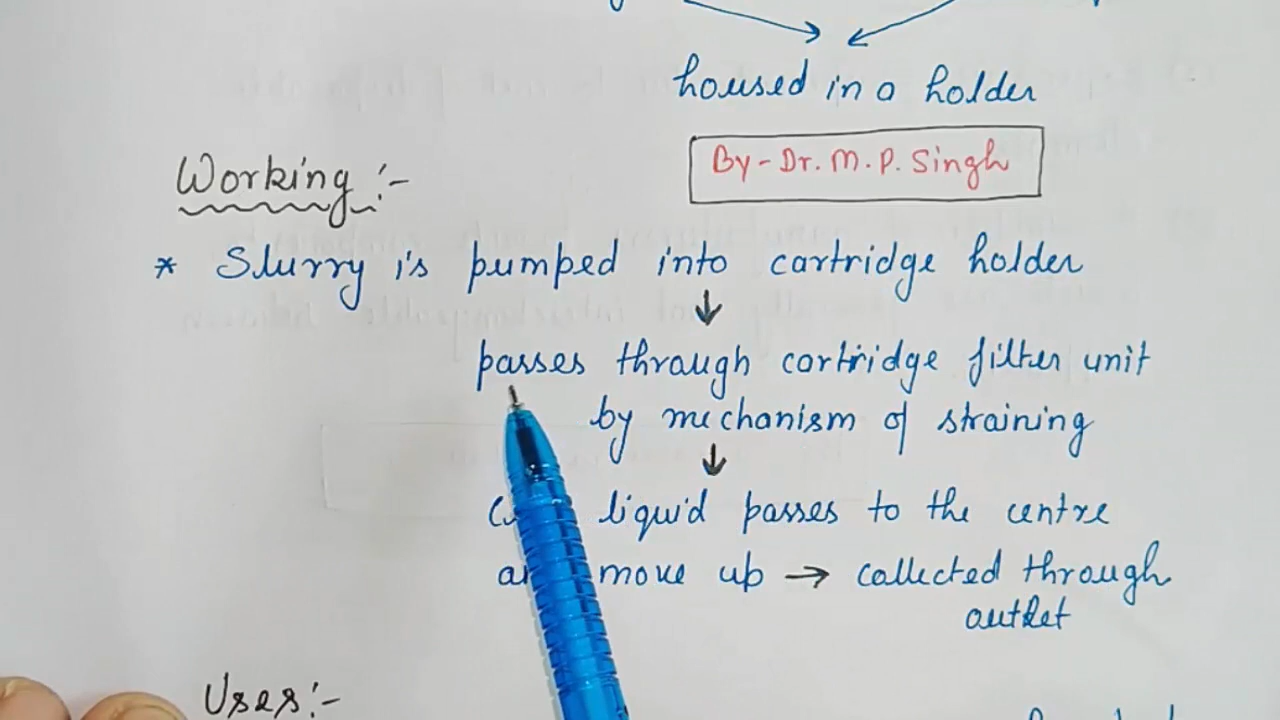 housed in a holder
By - Dr. M. P. Singh
Working :-
* Slurry is pumped into cartridge holder
↓
passes through cartridge filter unit
by mechanism of straining
↓
liquid passes to the centre
move up → collected through
outlet
Uses :-